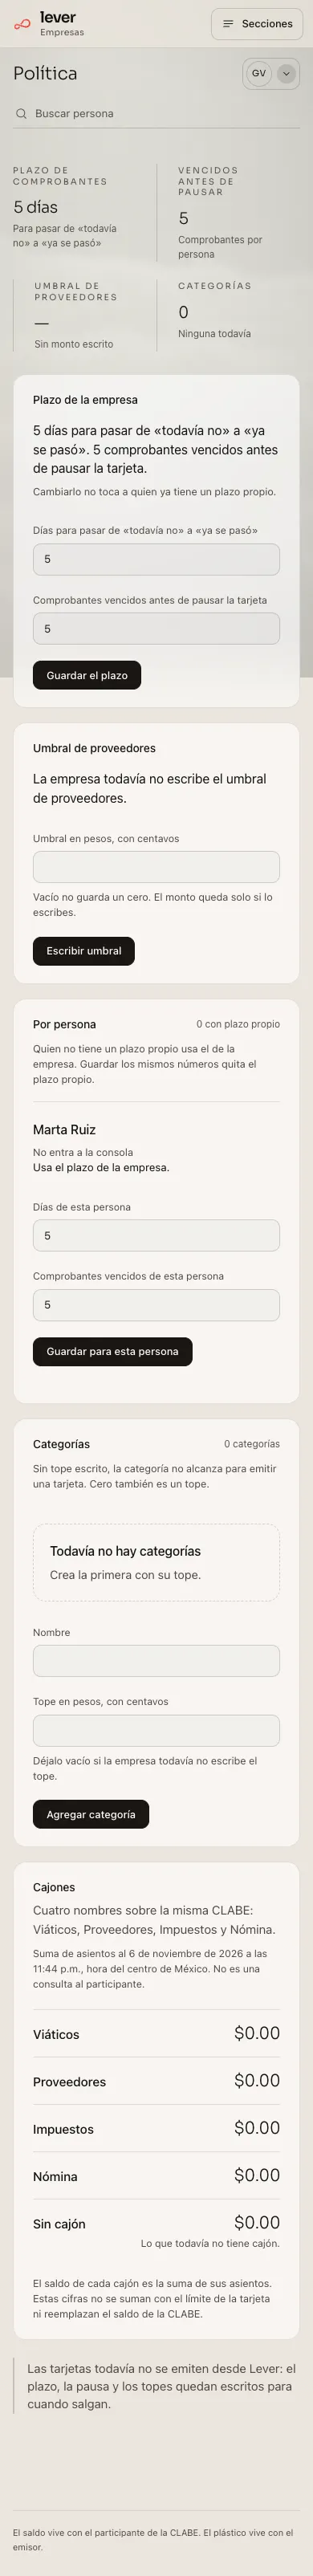 lever
Empresas
Secciones
Política
GV
Buscar persona
PLAZO DE
COMPROBANTES
5 días
Para pasar de «todavía
no» a «ya se pasó»
VENCIDOS
ANTES DE
PAUSAR
5
Comprobantes por
persona
UMBRAL DE
PROVEEDORES
—
Sin monto escrito
CATEGORÍAS
0
Ninguna todavía
Plazo de la empresa
5 días para pasar de «todavía no» a «ya
se pasó». 5 comprobantes vencidos antes
de pausar la tarjeta.
Cambiarlo no toca a quien ya tiene un plazo propio.
Días para pasar de «todavía no» a «ya se pasó»
5
Comprobantes vencidos antes de pausar la tarjeta
5
Guardar el plazo
Umbral de proveedores
La empresa todavía no escribe el umbral
de proveedores.
Umbral en pesos, con centavos
Vacío no guarda un cero. El monto queda solo si lo
escribes.
Escribir umbral
Por persona
0 con plazo propio
Quien no tiene un plazo propio usa el de la
empresa. Guardar los mismos números quita el
plazo propio.
Marta Ruiz
No entra a la consola
Usa el plazo de la empresa.
Días de esta persona
5
Comprobantes vencidos de esta persona
5
Guardar para esta persona
Categorías
0 categorías
Sin tope escrito, la categoría no alcanza para emitir
una tarjeta. Cero también es un tope.
Todavía no hay categorías
Crea la primera con su tope.
Nombre
Tope en pesos, con centavos
Déjalo vacío si la empresa todavía no escribe el
tope.
Agregar categoría
Cajones
Cuatro nombres sobre la misma CLABE:
Viáticos, Proveedores, Impuestos y Nómina.
Suma de asientos al 6 de noviembre de 2026 a las
11:44 p.m., hora del centro de México. No es una
consulta al participante.
Viáticos $0.00
Proveedores $0.00
Impuestos $0.00
Nómina $0.00
Sin cajón $0.00
Lo que todavía no tiene cajón.
El saldo de cada cajón es la suma de sus asientos.
Estas cifras no se suman con el límite de la tarjeta
ni reemplazan el saldo de la CLABE.
Las tarjetas todavía no se emiten desde Lever: el
plazo, la pausa y los topes quedan escritos para
cuando salgan.
El saldo vive con el participante de la CLABE. El plástico vive con el
emisor.